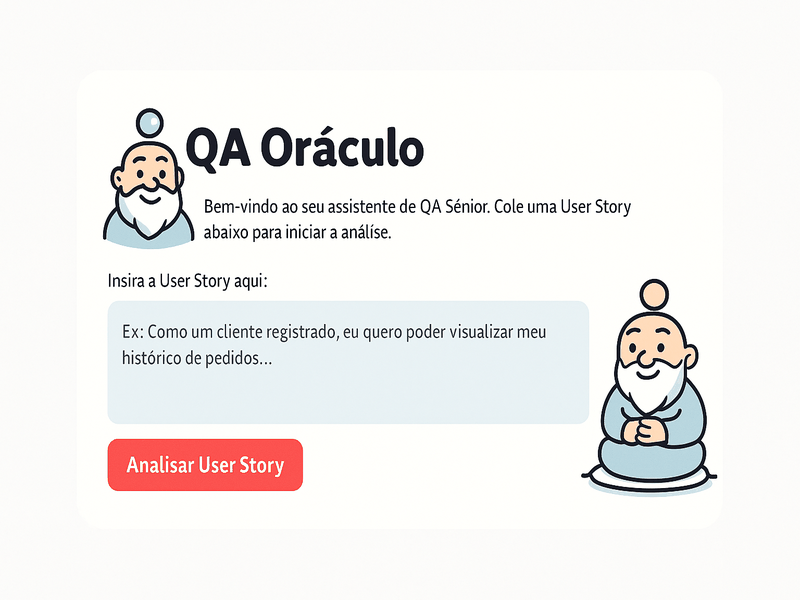 QA Oráculo
Bem-vindo ao seu assistente de QA Sénior. Cole uma User Story
abaixo para iniciar a análíse.
Insira a User Story aqui:
Ex: Como um cliente registrado, eu quero poder visualizar meu
histórico de pedidos...
Analisar User Story